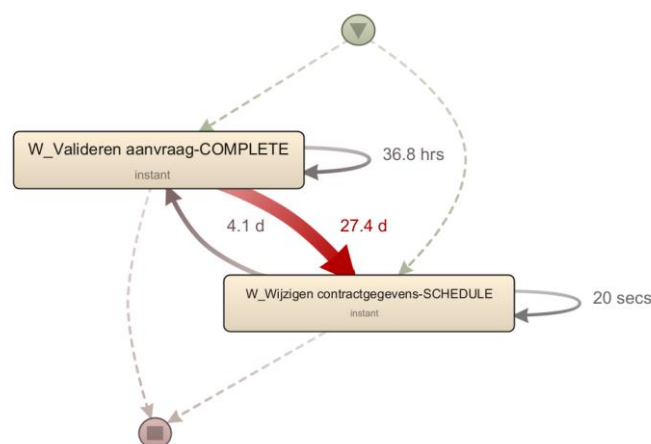 W_Valideren aanvraag-COMPLETE
instant
36.8 hrs
4.1 d
27.4 d
W_Wijzigen contractgegevens-SCHEDULE
instant
20 secs